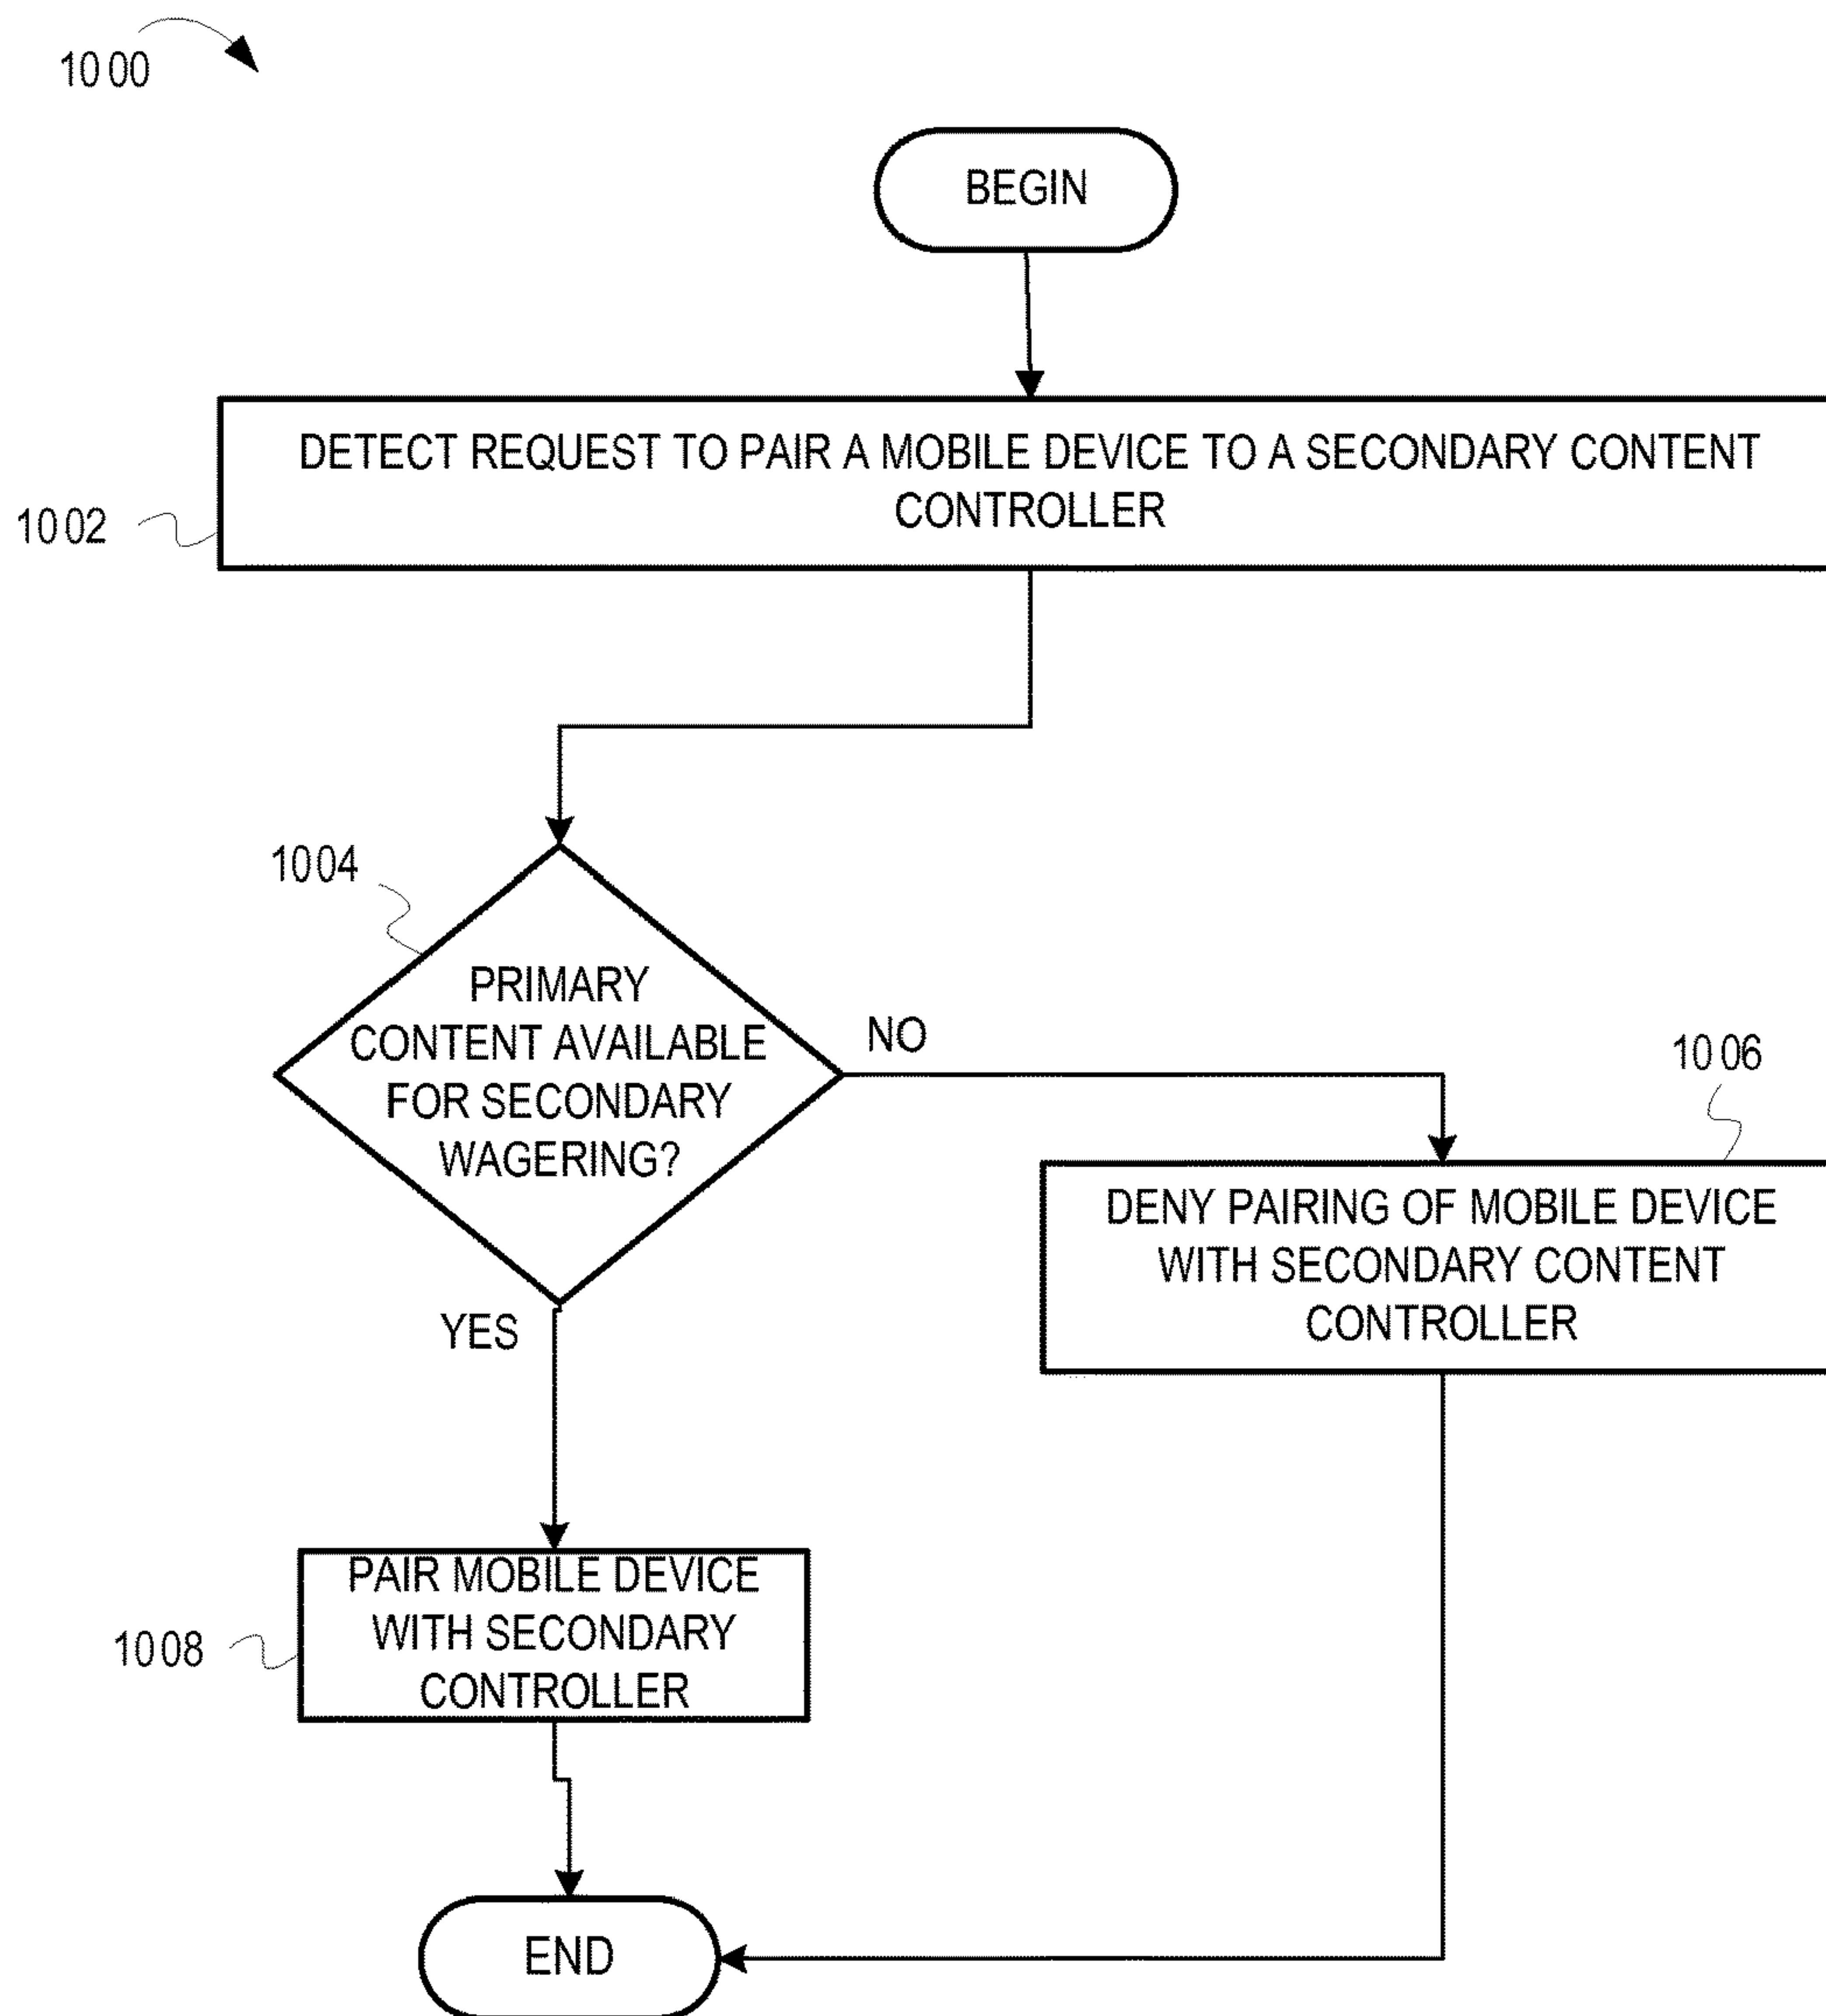 1000
BEGIN
DETECT REQUEST TO PAIR A MOBILE DEVICE TO A SECONDARY CONTENT
CONTROLLER
1002
1004
PRIMARY
CONTENT AVAILABLE
FOR SECONDARY
WAGERING?
NO
1006
DENY PAIRING OF MOBILE DEVICE
WITH SECONDARY CONTENT
CONTROLLER
YES
PAIR MOBILE DEVICE
WITH SECONDARY
CONTROLLER
1008
END